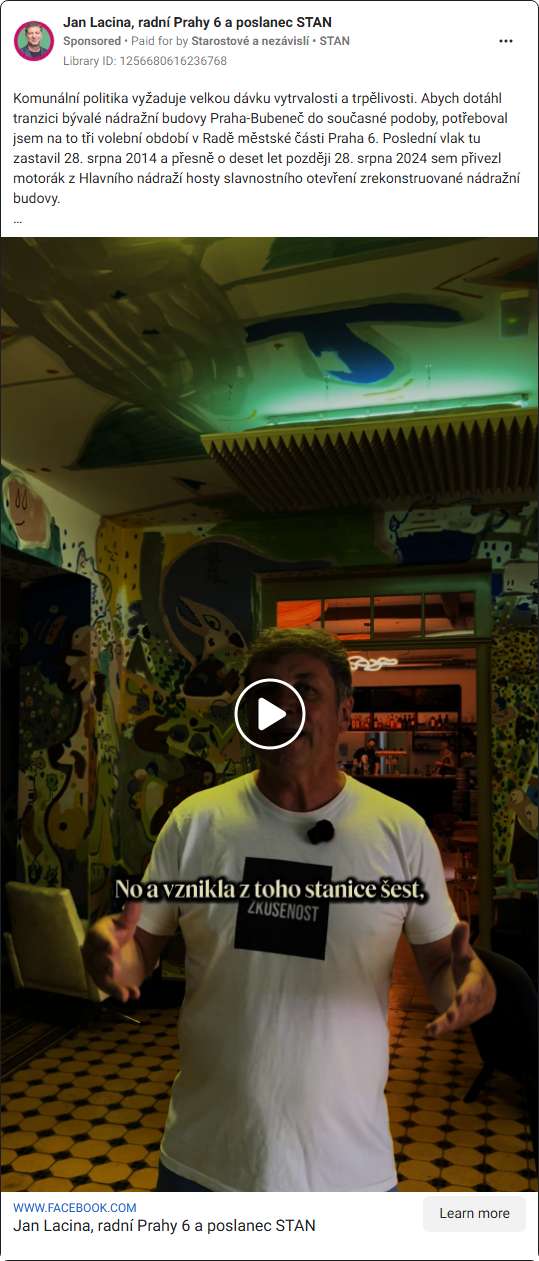 Jan Lacina, radní Prahy 6 a poslanec STAN
Sponsored • Paid for by Starostové a nezávislí • STAN
Library ID: 1256680616236768
Komunální politika vyžaduje velkou dávku vytrvalosti a trpělivosti. Abych dotáhl
tranzici bývalé nádražní budovy Praha-Bubeneč do současné podoby, potřeboval
jsem na to tři volební období v Radě městské části Praha 6. Poslední vlak tu
zastavil 28. srpna 2014 a přesně o deset let později 28. srpna 2024 sem přivezl
motorák z Hlavního nádraží hosty slavnostního otevření zrekonstruované nádražní
budovy.
...
No a vznikla z toho stanice šest,
ZKUŠENOST
WWW.FACEBOOK.COM
Jan Lacina, radní Prahy 6 a poslanec STAN
Learn more